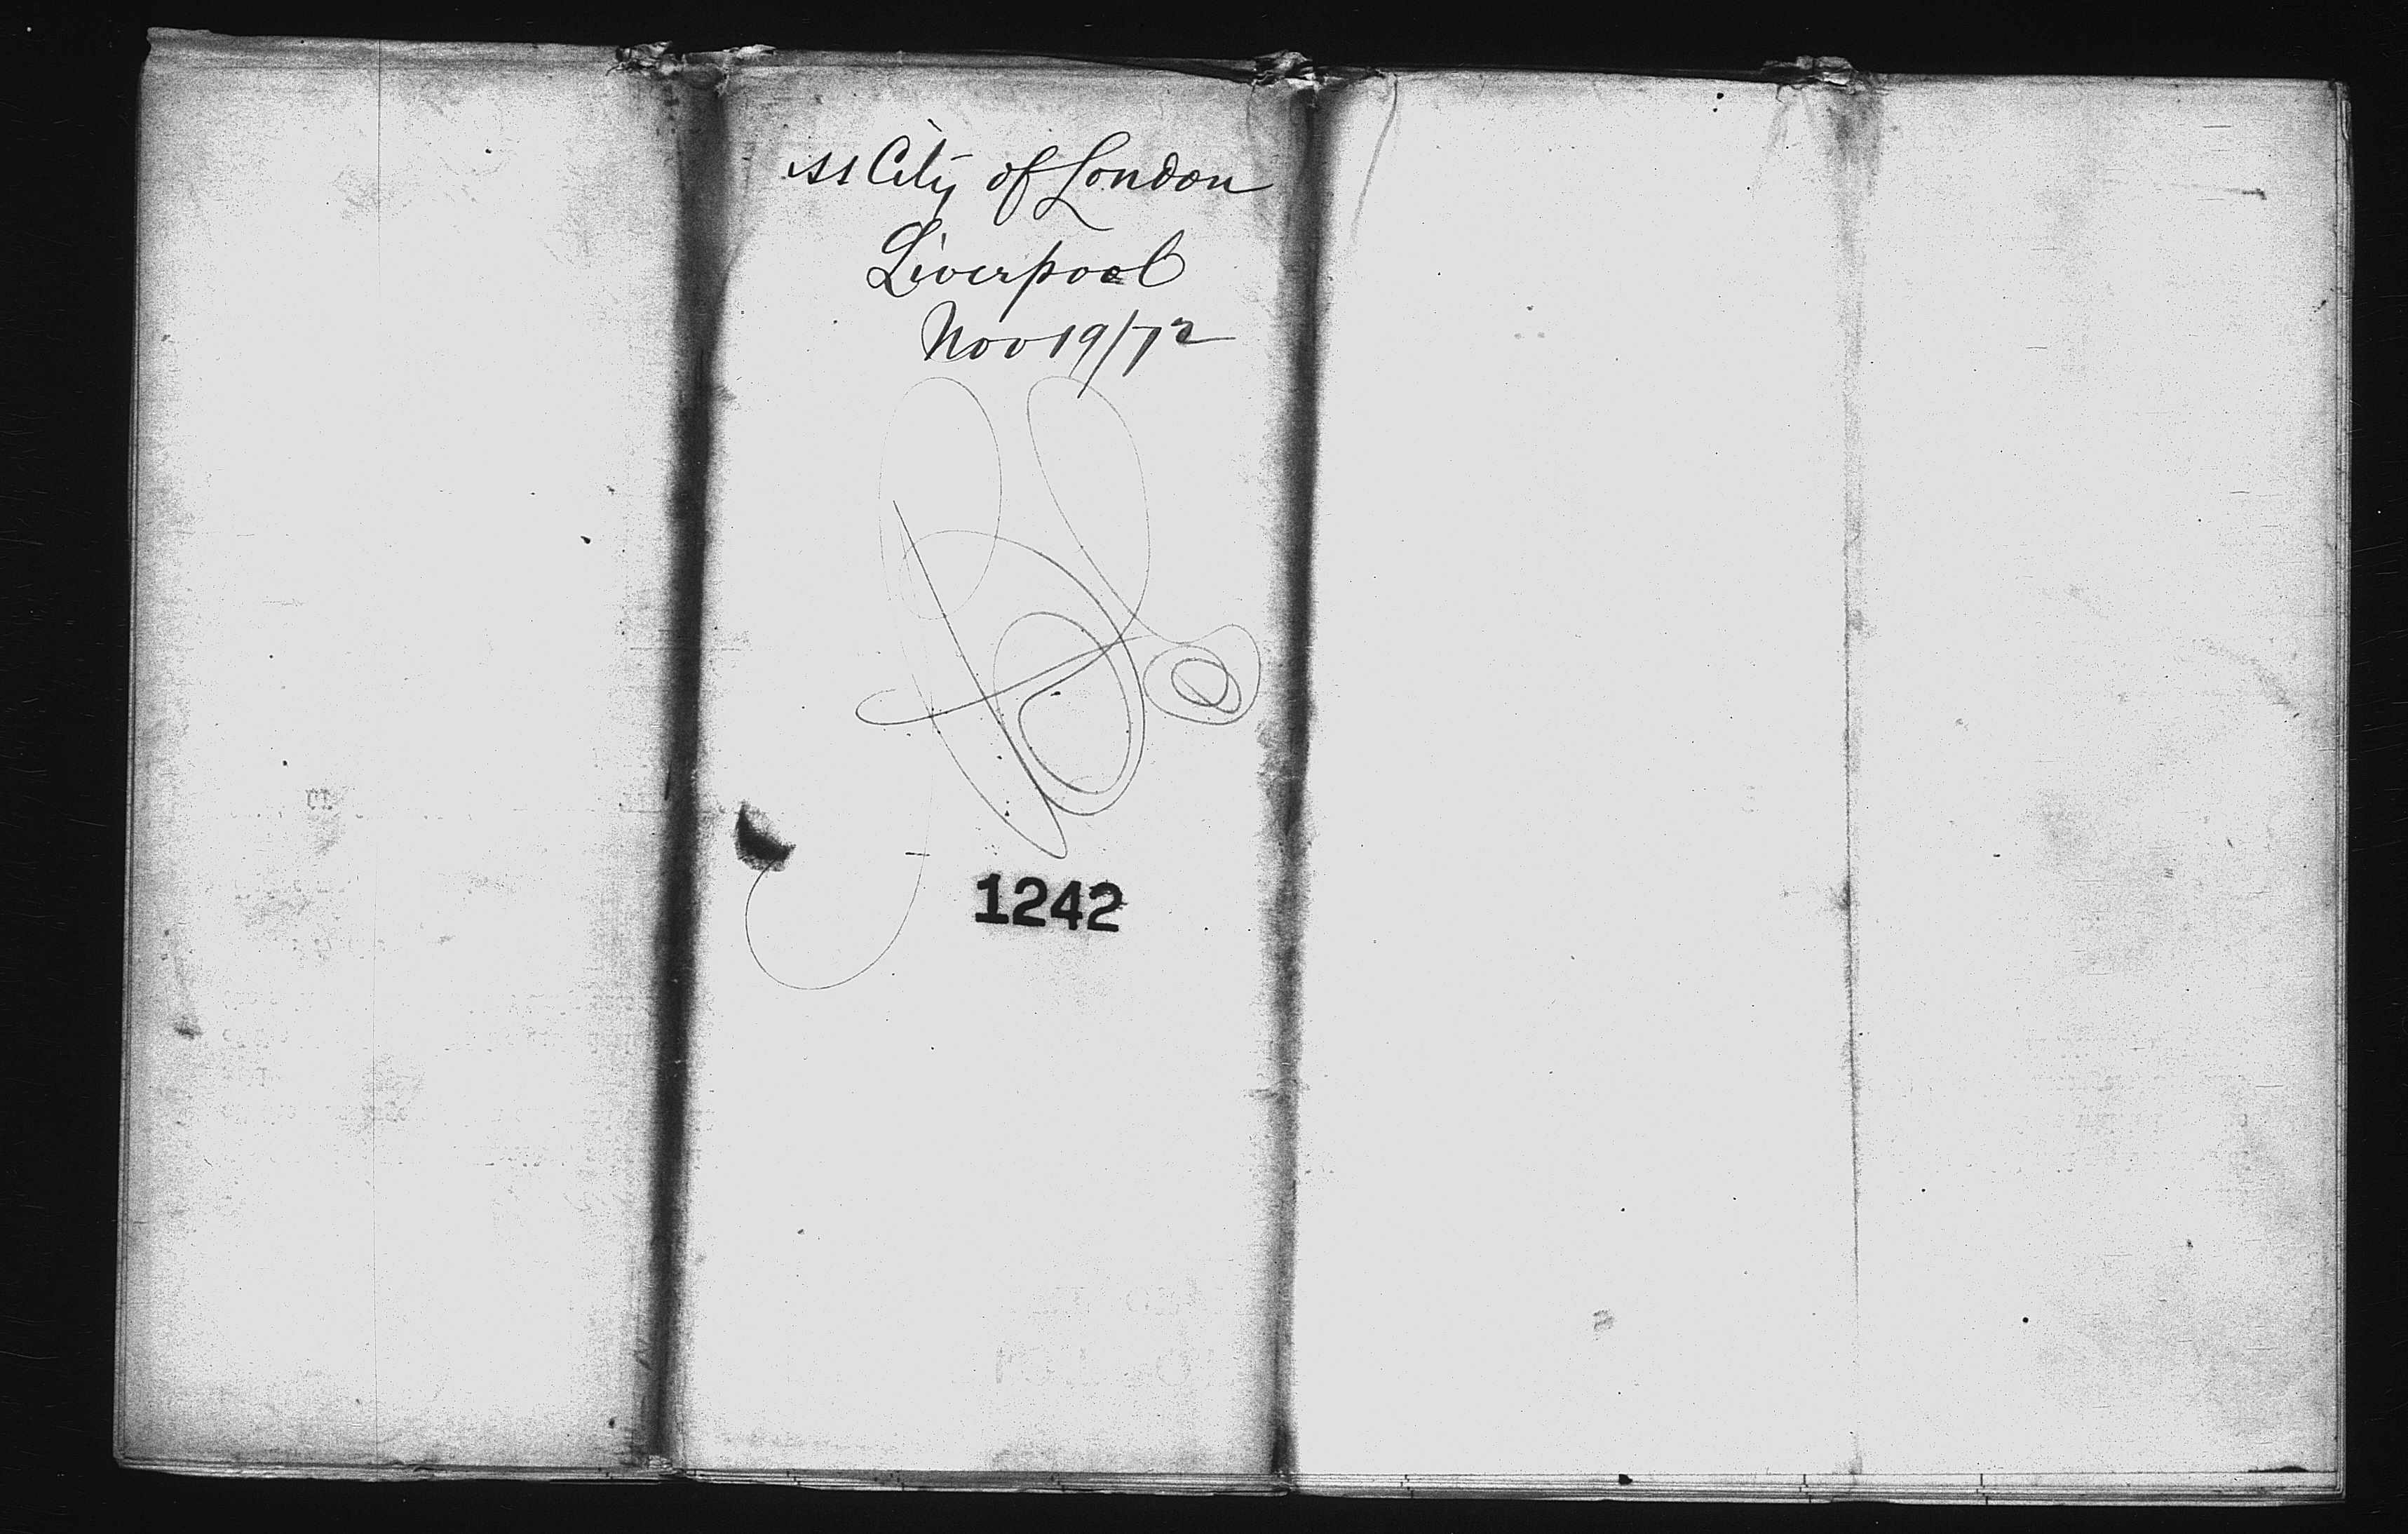 ss City of London
Liverpool
Nov 19/72
1242